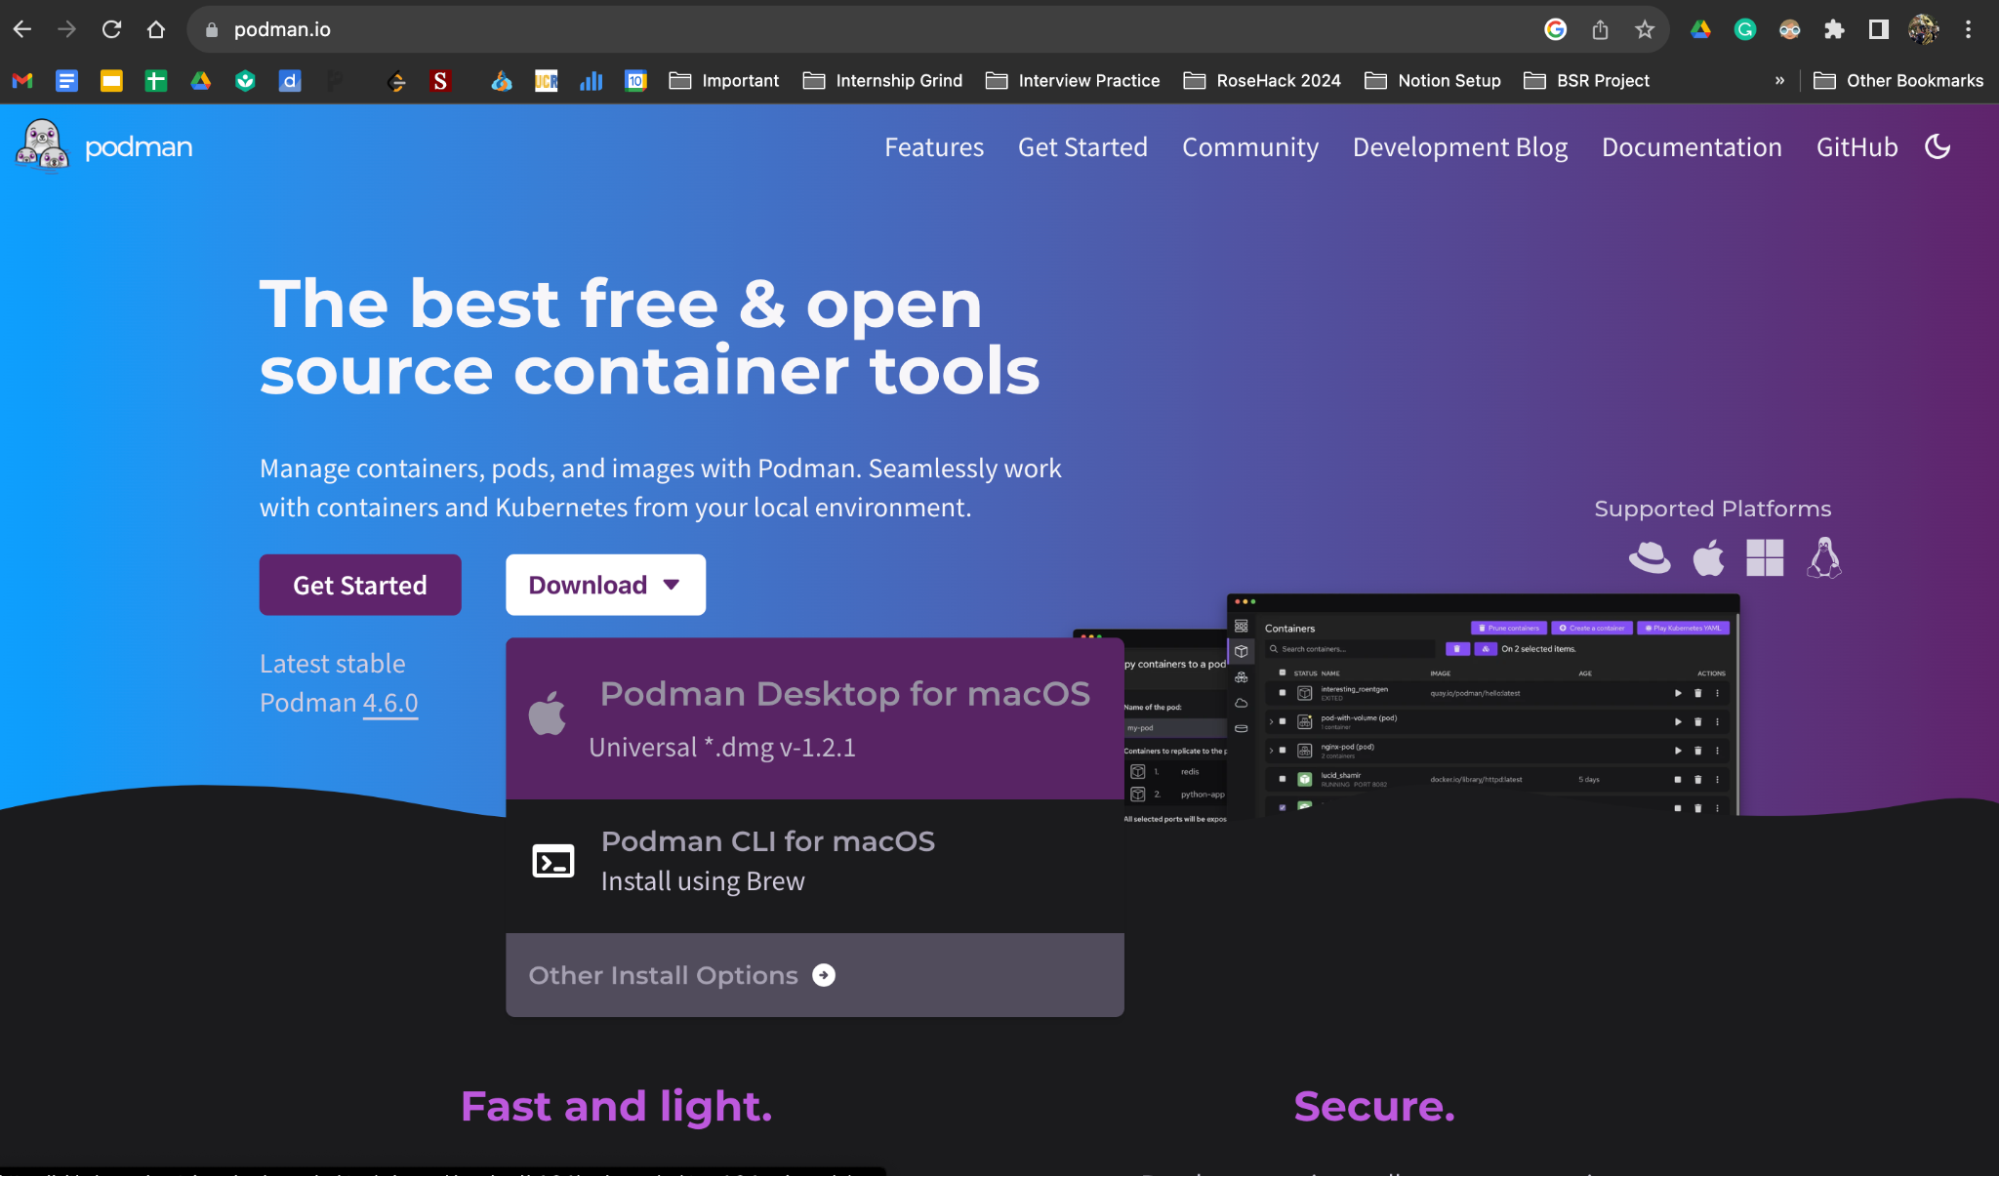 podman.io
Important
Internship Grind
Interview Practice
RoseHack 2024
Notion Setup
BSR Project
»
Other Bookmarks
podman
Features
Get Started
Community
Development Blog
Documentation
GitHub
The best free & open
source container tools
Manage containers, pods, and images with Podman. Seamlessly work
with containers and Kubernetes from your local environment.
Supported Platforms
Get Started
Download
Latest stable
Podman 4.6.0
Podman Desktop for macOS
Universal *.dmg v-1.2.1
Podman CLI for macOS
Install using Brew
Other Install Options
py containers to a pod
Name of the pod:
my-pod
Containers to replicate to the p
1. redis
2. python-app
All selected ports will be expos
Containers
Prune containers
Create a container
Play Kubernetes YAML
Search containers...
On 2 selected items.
STATUS NAME IMAGE AGE ACTIONS
interesting_roentgen quay.io/podman/hello:latest
EXITED
pod-with-volume (pod)
1 container
nginx-pod (pod)
2 containers
lucid_shamir docker.io/library/httpd:latest 5 days
RUNNING PORT 8042
Fast and light.
Secure.